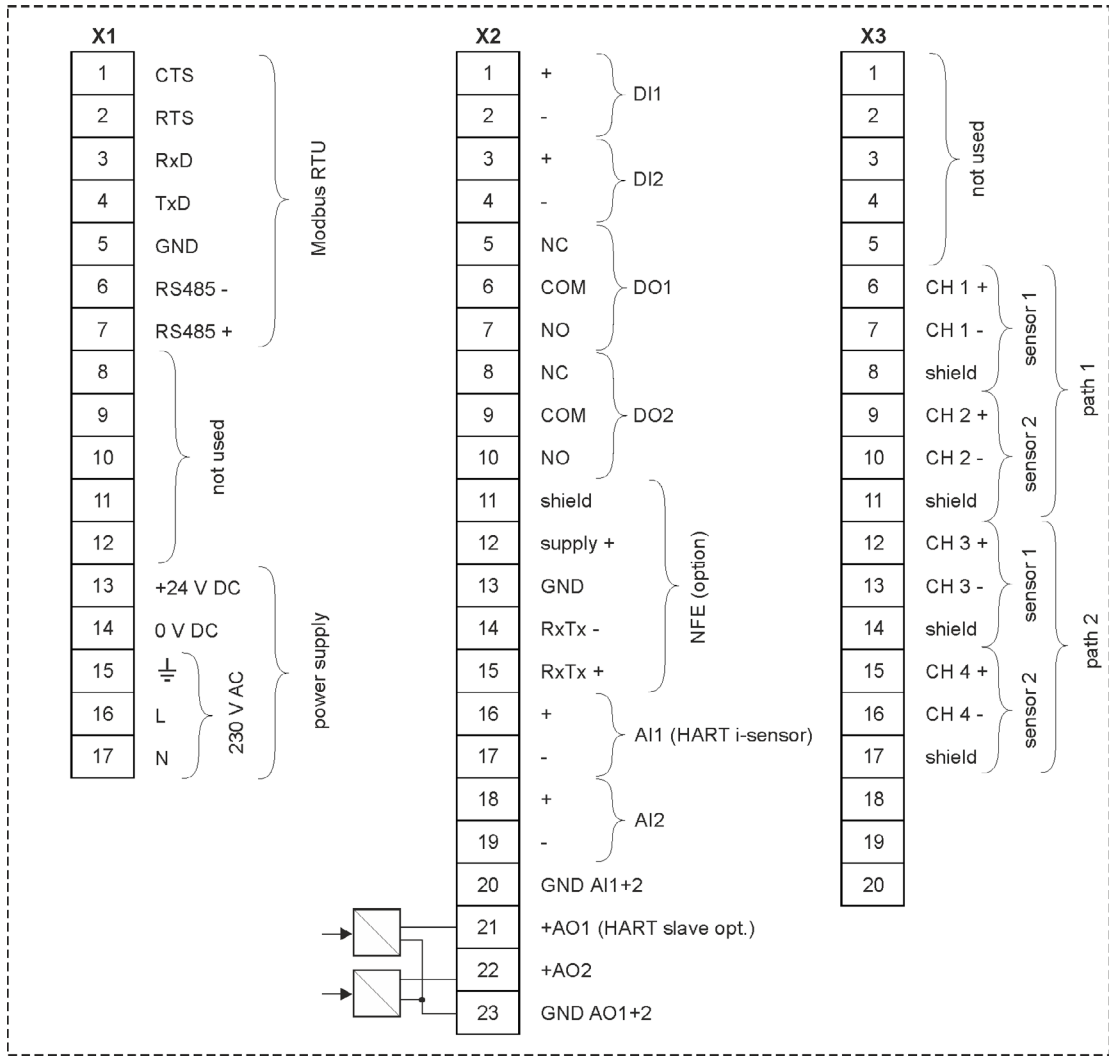 X1
1 CTS
2 RTS
3 RxD
4 TxD
5 GND
6 RS485 -
7 RS485 +
Modbus RTU
8
9
10
11
12
not used
13 +24 V DC
14 0 V DC
15
16 L
17 N
230 V AC
power supply
X2
1 +
2 -
DI1
3 +
4 -
DI2
5 NC
6 COM
7 NO
DO1
8 NC
9 COM
10 NO
DO2
11 shield
12 supply +
13 GND
14 RxTx -
15 RxTx +
NFE (option)
16 +
17 -
AI1 (HART i-sensor)
18 +
19 -
AI2
20 GND AI1+2
21 +AO1 (HART slave opt.)
22 +AO2
23 GND AO1+2
X3
1
2
3
4
5
not used
6 CH 1 +
7 CH 1 -
8 shield
sensor 1
9 CH 2 +
10 CH 2 -
11 shield
sensor 2
path 1
12 CH 3 +
13 CH 3 -
14 shield
sensor 1
15 CH 4 +
16 CH 4 -
17 shield
sensor 2
path 2
18
19
20